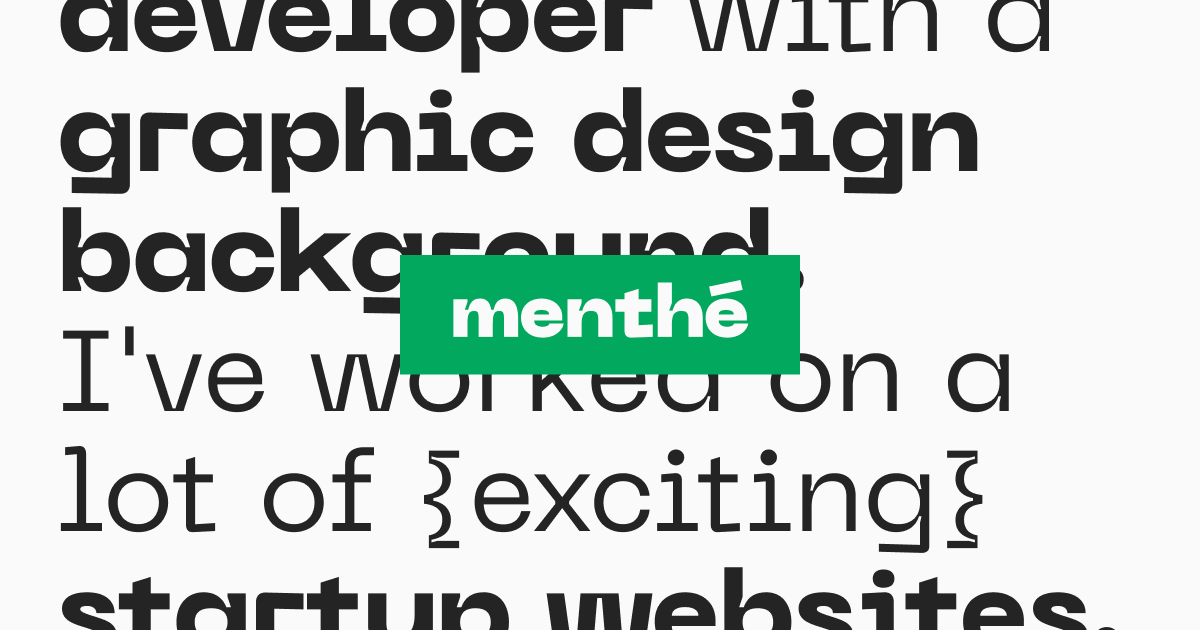 developer with a
graphic design
background.
menthé
I've worked on a
lot of {exciting}
startup websites.